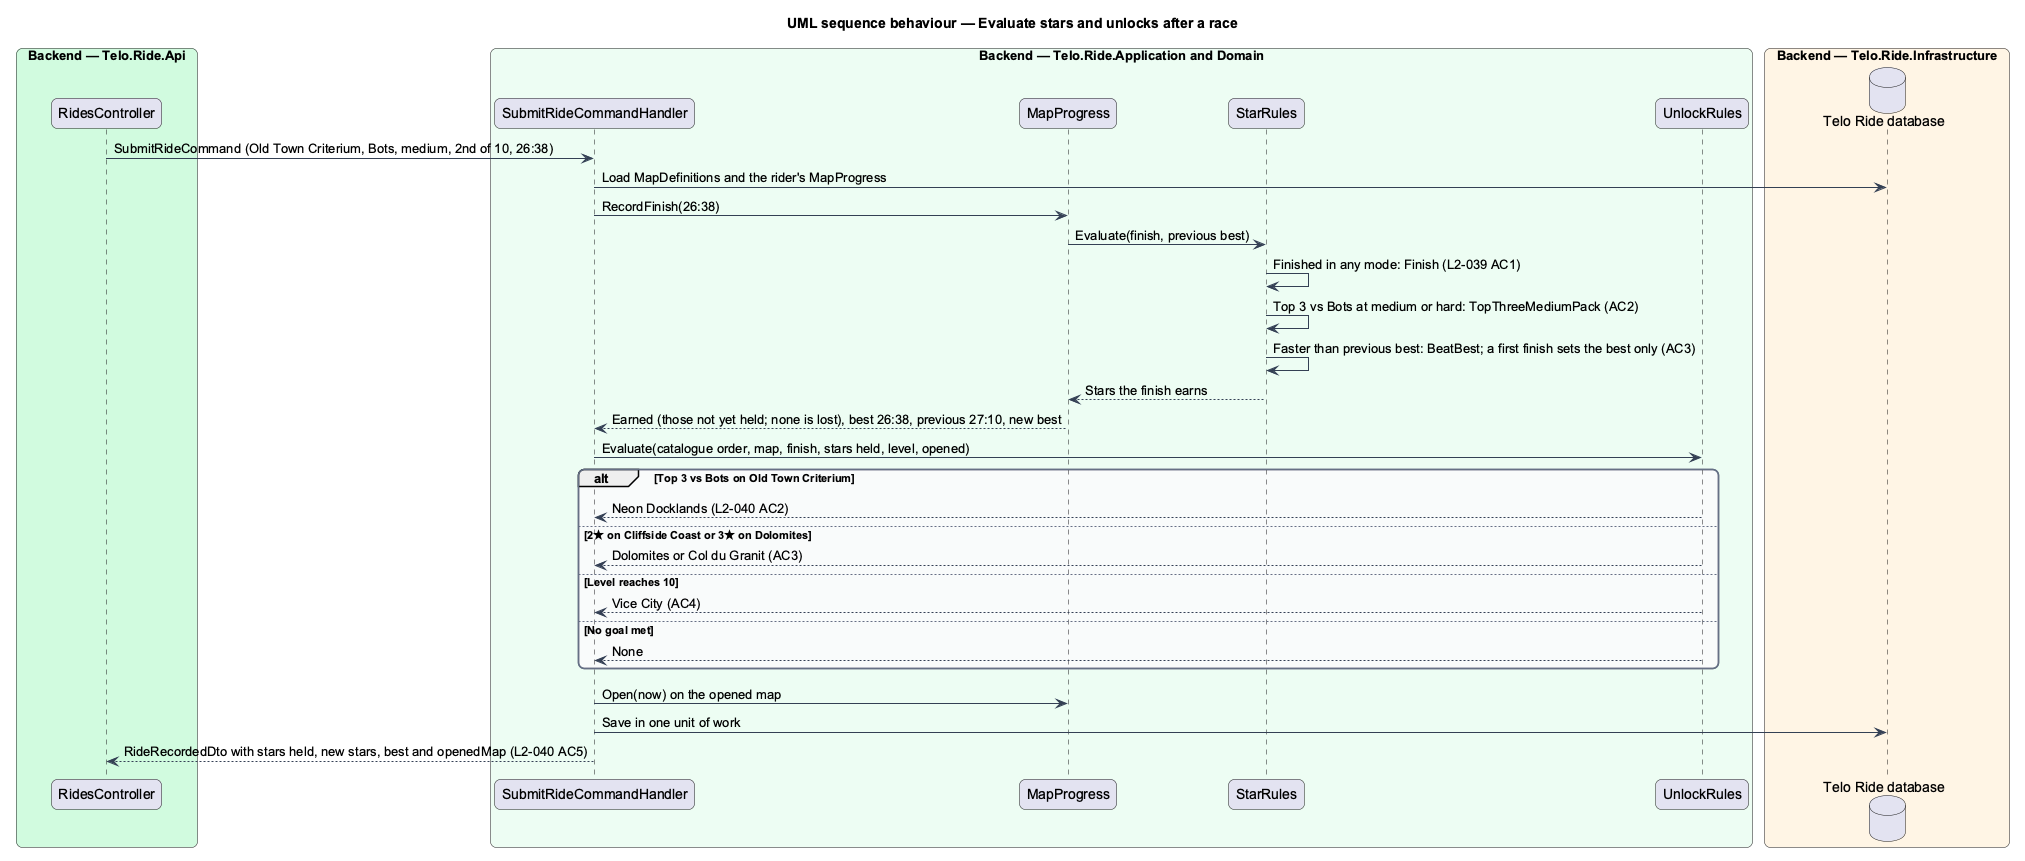 UML sequence behaviour — Evaluate stars and unlocks after a race
Backend — Telo.Ride.Api
Backend — Telo.Ride.Application and Domain
Backend — Telo.Ride.Infrastructure
RidesController
SubmitRideCommandHandler
MapProgress
StarRules
UnlockRules
Telo Ride database
SubmitRideCommand (Old Town Criterium, Bots, medium, 2nd of 10, 26:38)
Load MapDefinitions and the rider's MapProgress
RecordFinish(26:38)
Evaluate(finish, previous best)
Finished in any mode: Finish (L2-039 AC1)
Top 3 vs Bots at medium or hard: TopThreeMediumPack (AC2)
Faster than previous best: BeatBest; a first finish sets the best only (AC3)
Stars the finish earns
Earned (those not yet held; none is lost), best 26:38, previous 27:10, new best
Evaluate(catalogue order, map, finish, stars held, level, opened)
alt [Top 3 vs Bots on Old Town Criterium]
Neon Docklands (L2-040 AC2)
[2★ on Cliffside Coast or 3★ on Dolomites]
Dolomites or Col du Granit (AC3)
[Level reaches 10]
Vice City (AC4)
[No goal met]
None
Open(now) on the opened map
Save in one unit of work
RideRecordedDto with stars held, new stars, best and openedMap (L2-040 AC5)
RidesController
SubmitRideCommandHandler
MapProgress
StarRules
UnlockRules
Telo Ride database